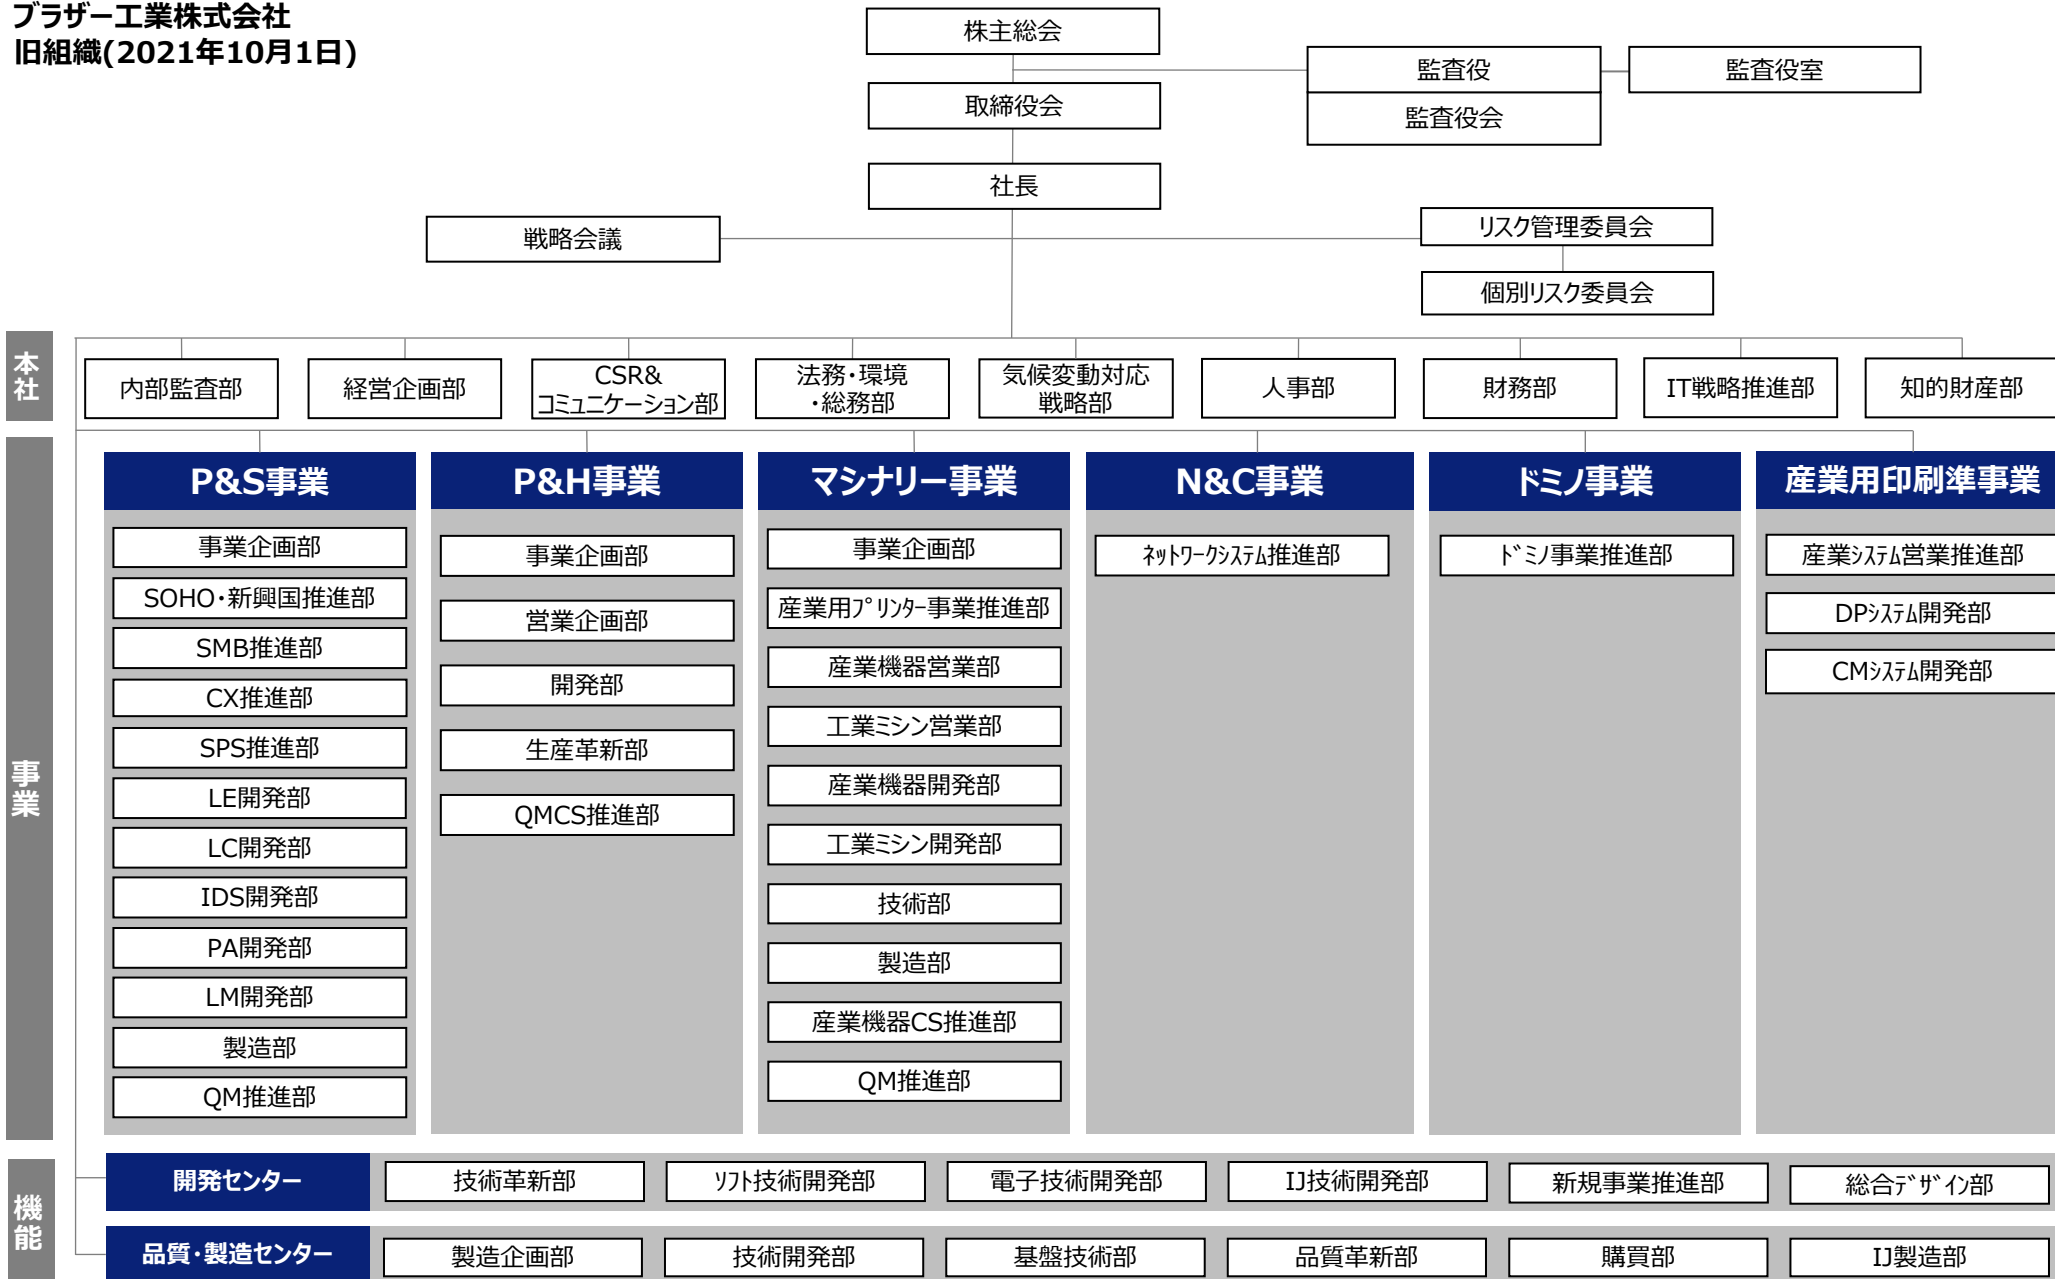 ブラザー工業株式会社
旧組織(2021年10月1日)
株主総会
監査役
監査役室
取締役会
監査役会
社長
戦略会議
リスク管理委員会
個別リスク委員会
本社
内部監査部
経営企画部
CSR&
コミュニケーション部
法務・環境
・総務部
気候変動対応
戦略部
人事部
財務部
IT戦略推進部
知的財産部
事業
P&S事業
事業企画部
SOHO・新興国推進部
SMB推進部
CX推進部
SPS推進部
LE開発部
LC開発部
IDS開発部
PA開発部
LM開発部
製造部
QM推進部
P&H事業
事業企画部
営業企画部
開発部
生産革新部
QMCS推進部
マシナリー事業
事業企画部
産業用プリンター事業推進部
産業機器営業部
工業ミシン営業部
産業機器開発部
工業ミシン開発部
技術部
製造部
産業機器CS推進部
QM推進部
N&C事業
ネットワークシステム推進部
ドミノ事業
ドミノ事業推進部
産業用印刷準事業
産業システム営業推進部
DPシステム開発部
CMシステム開発部
機能
開発センター
技術革新部
ソフト技術開発部
電子技術開発部
IJ技術開発部
新規事業推進部
総合デザイン部
品質・製造センター
製造企画部
技術開発部
基盤技術部
品質革新部
購買部
IJ製造部